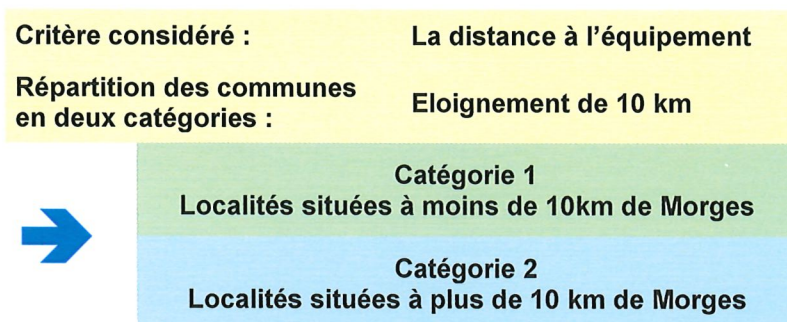 Critère considéré : La distance à l'équipement
Répartition des communes
en deux catégories : Eloignement de 10 km
Catégorie 1
Localités situées à moins de 10km de Morges
Catégorie 2
Localités situées à plus de 10 km de Morges